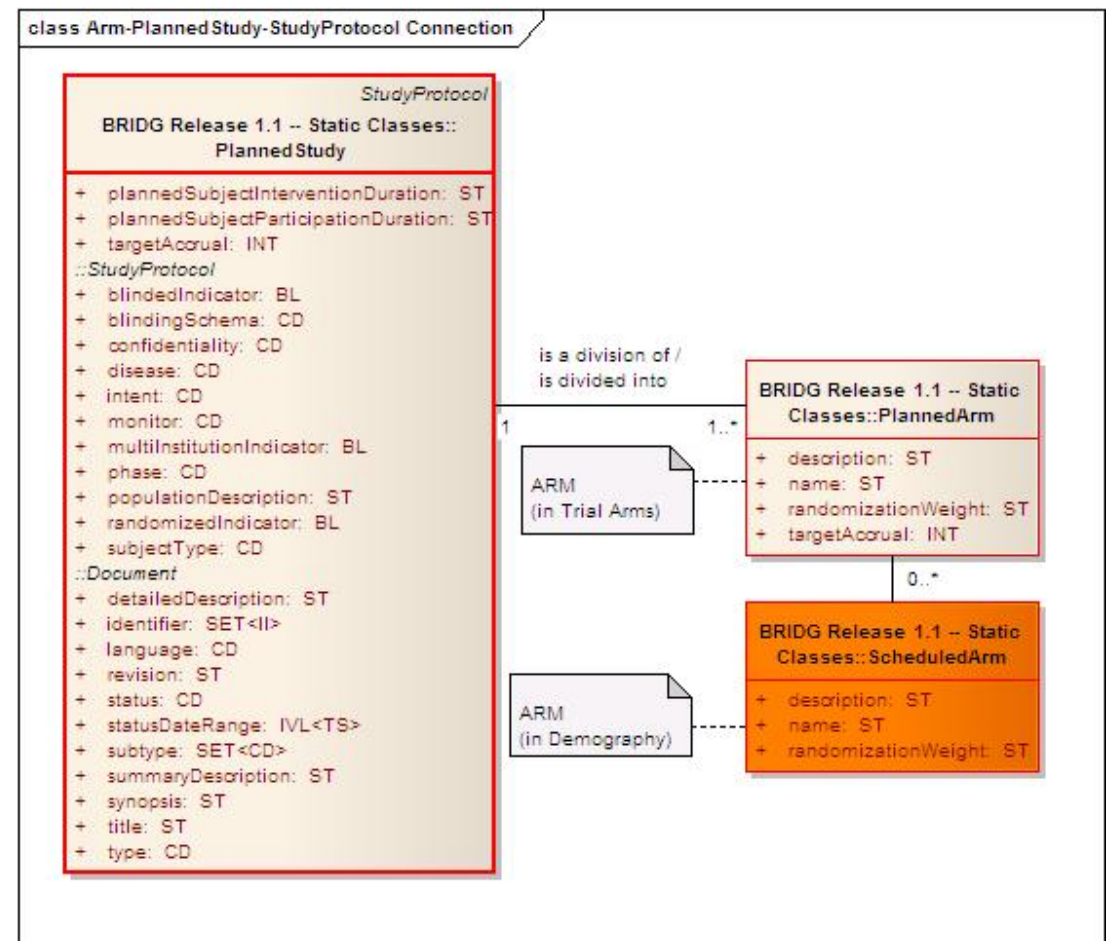 class Arm-PlannedStudy-StudyProtocol Connection
StudyProtocol
BRIDG Release 1.1 -- Static Classes::
PlannedStudy
+ plannedSubjectInterventionDuration: ST
+ plannedSubjectParticipationDuration: ST
+ targetAccrual: INT
::StudyProtocol
+ blindedIndicator: BL
+ blindingSchema: CD
+ confidentiality: CD
+ disease: CD
+ intent: CD
+ monitor: CD
+ multiInstitutionIndicator: BL
+ phase: CD
+ populationDescription: ST
+ randomizedIndicator: BL
+ subjectType: CD
::Document
+ detailedDescription: ST
+ identifier: SET<II>
+ language: CD
+ revision: ST
+ status: CD
+ statusDateRange: IVL<TS>
+ subtype: SET<CD>
+ summaryDescription: ST
+ synopsis: ST
+ title: ST
+ type: CD
is a division of /
is divided into
1
1..*
ARM
(in Trial Arms)
BRIDG Release 1.1 -- Static
Classes::PlannedArm
+ description: ST
+ name: ST
+ randomizationWeight: ST
+ targetAccrual: INT
0..*
ARM
(in Demography)
BRIDG Release 1.1 -- Static
Classes::ScheduledArm
+ description: ST
+ name: ST
+ randomizationWeight: ST